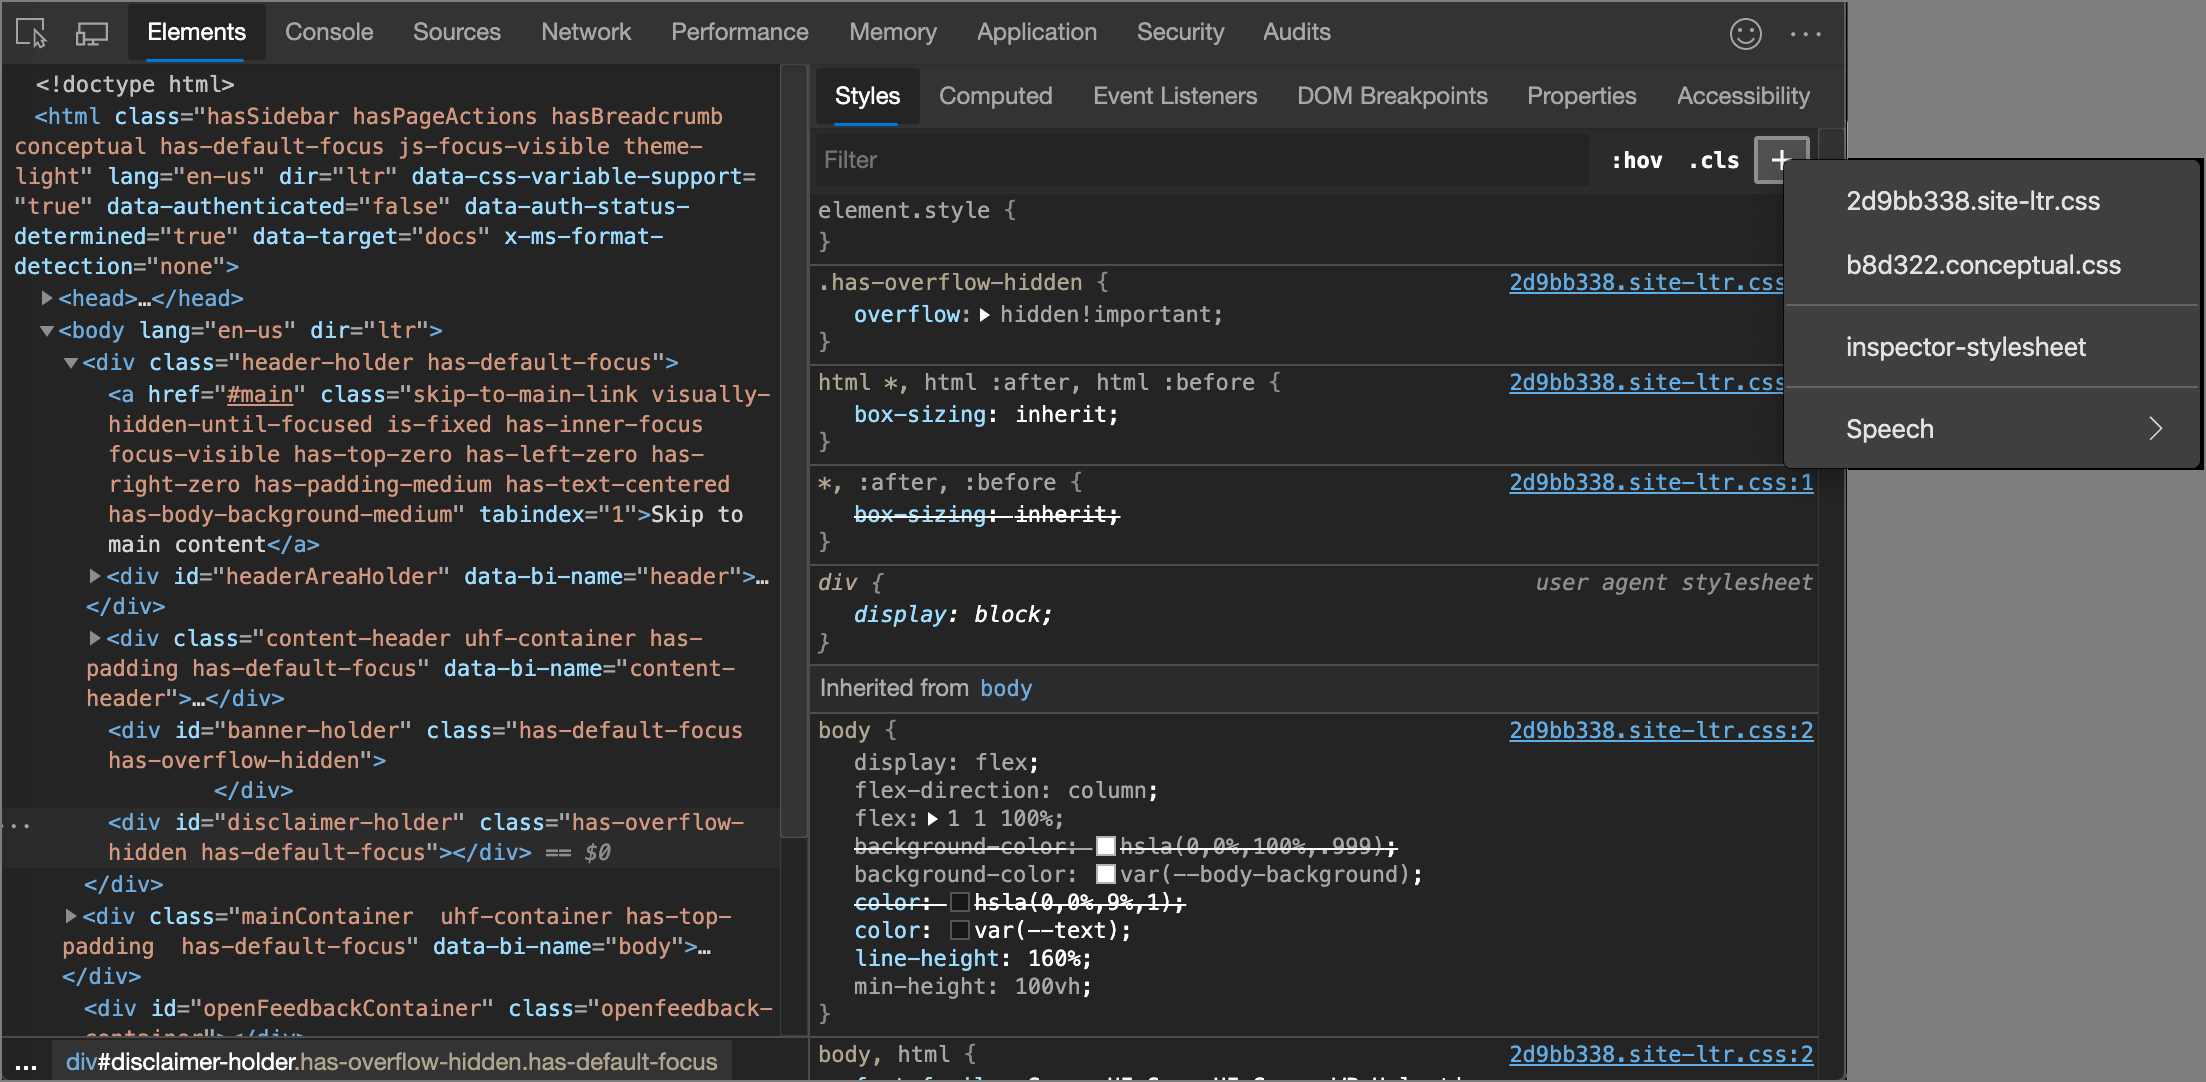 Elements Console Sources Network Performance Memory Application Security Audits
<!doctype html>
<html class="hasSidebar hasPageActions hasBreadcrumb
conceptual has-default-focus js-focus-visible theme-
light" lang="en-us" dir="ltr" data-css-variable-support=
"true" data-authenticated="false" data-auth-status-
determined="true" data-target="docs" x-ms-format-
detection="none">
<head>…</head>
<body lang="en-us" dir="ltr">
<div class="header-holder has-default-focus">
<a href="#main" class="skip-to-main-link visually-
hidden-until-focused is-fixed has-inner-focus
focus-visible has-top-zero has-left-zero has-
right-zero has-padding-medium has-text-centered
has-body-background-medium" tabindex="1">Skip to
main content</a>
<div id="headerAreaHolder" data-bi-name="header">…
</div>
<div class="content-header uhf-container has-
padding has-default-focus" data-bi-name="content-
header">…</div>
<div id="banner-holder" class="has-default-focus
has-overflow-hidden">
</div>
<div id="disclaimer-holder" class="has-overflow-
hidden has-default-focus"></div> == $0
</div>
<div class="mainContainer  uhf-container has-top-
padding  has-default-focus" data-bi-name="body">…
</div>
<div id="openFeedbackContainer" class="openfeedback-
container"></div>
... div#disclaimer-holder.has-overflow-hidden.has-default-focus
Styles Computed Event Listeners DOM Breakpoints Properties Accessibility
Filter :hov .cls +
element.style {
}
.has-overflow-hidden { 2d9bb338.site-ltr.css
overflow: hidden!important;
}
html *, html :after, html :before { 2d9bb338.site-ltr.css
box-sizing: inherit;
}
*, :after, :before { 2d9bb338.site-ltr.css:1
box-sizing: inherit;
}
div { user agent stylesheet
display: block;
}
Inherited from body
body { 2d9bb338.site-ltr.css:2
display: flex;
flex-direction: column;
flex: 1 1 100%;
background-color: hsla(0,0%,100%,.999);
background-color: var(--body-background);
color: hsla(0,0%,9%,1);
color: var(--text);
line-height: 160%;
min-height: 100vh;
}
body, html { 2d9bb338.site-ltr.css:2
2d9bb338.site-ltr.css
b8d322.conceptual.css
inspector-stylesheet
Speech